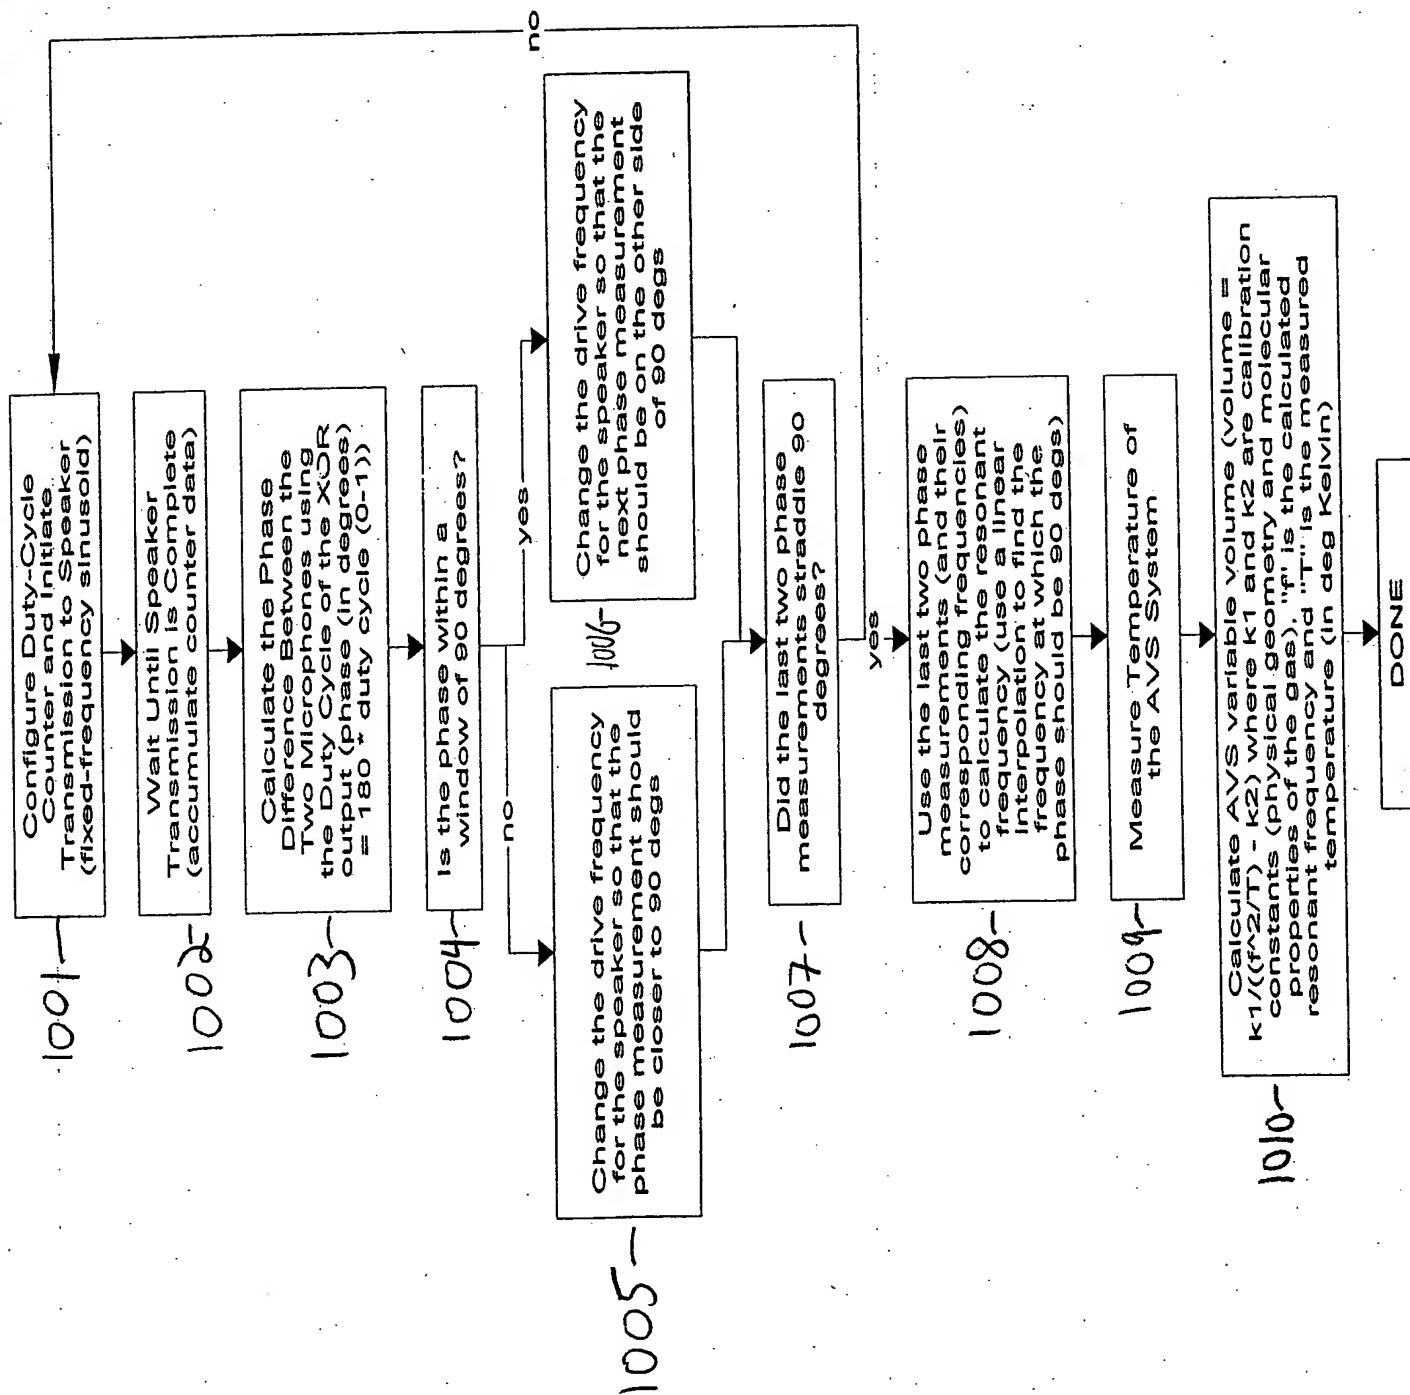 1001
Configure Duty-Cycle
Counter and Initiate
Transmission to Speaker
(fixed-frequency sinusoid)
1002
Wait Until Speaker
Transmission is Complete
(accumulate counter data)
1003
Calculate the Phase
Difference Between the
Two Microphones using
the Duty Cycle of the XOR
output (phase (in degrees)
= 180 * duty cycle (0-1))
1004
Is the phase within a
window of 90 degrees?
no
yes
1005
Change the drive frequency
for the speaker so that the
phase measurement should
be closer to 90 degs
1006
Change the drive frequency
for the speaker so that the
next phase measurement
should be on the other side
of 90 degs
1007
Did the last two phase
measurements straddle 90
degrees?
no
yes
1008
Use the last two phase
measurements (and their
corresponding frequencies)
to calculate the resonant
frequency (use a linear
interpolation to find the
frequency at which the
phase should be 90 degs)
1009
Measure Temperature of
the AVS System
1010
Calculate AVS variable volume (volume =
k1/((f^2/T) - k2) where k1 and k2 are calibration
constants (physical geometry and molecular
properties of the gas), "f' is the calculated
resonant frequency and "T" is the measured
temperature (in deg Kelvin)
DONE